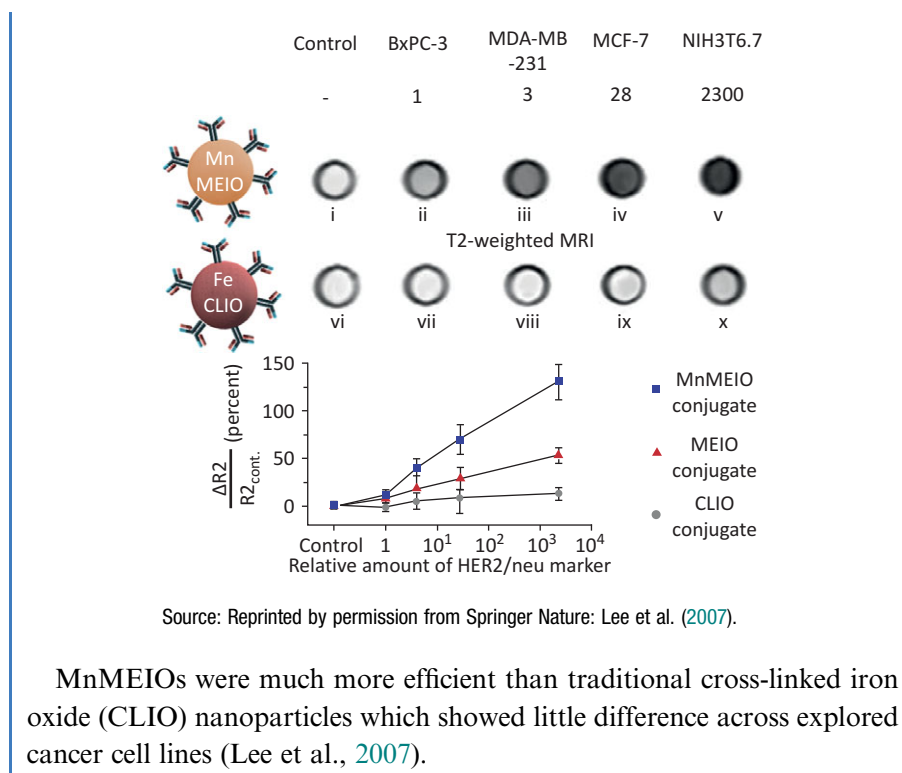 Control BxPC-3 MDA-MB MCF-7 NIH3T6.7
-231
- 1 3 28 2300
Mn
MEIO
i ii iii iv v
T2-weighted MRI
Fe
CLIO
vi vii viii ix x
150
100
50
0
ΔR2
R2cont.
(percent)
MnMEIO
conjugate
MEIO
conjugate
CLIO
conjugate
Control 1 10¹ 10² 10³ 10⁴
Relative amount of HER2/neu marker
Source: Reprinted by permission from Springer Nature: Lee et al. (2007).
MnMEIOs were much more efficient than traditional cross-linked iron
oxide (CLIO) nanoparticles which showed little difference across explored
cancer cell lines (Lee et al., 2007).